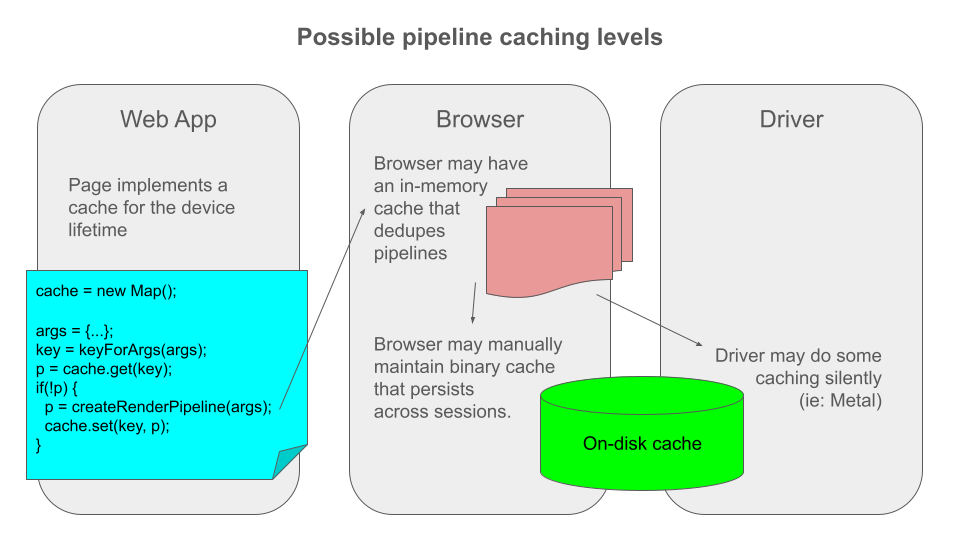 Possible pipeline caching levels
Web App
Page implements a
cache for the device
lifetime
cache = new Map();
args = {...};
key = keyForArgs(args);
p = cache.get(key);
if(!p) {
  p = createRenderPipeline(args);
  cache.set(key, p);
}
Browser
Browser may have
an in-memory
cache that
dedupes
pipelines
Browser may manually
maintain binary cache
that persists
across sessions.
On-disk cache
Driver
Driver may do some
caching silently
(ie: Metal)